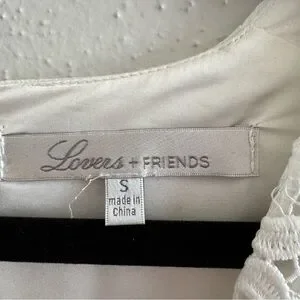 Lovers + FRIENDS
S
made in
China